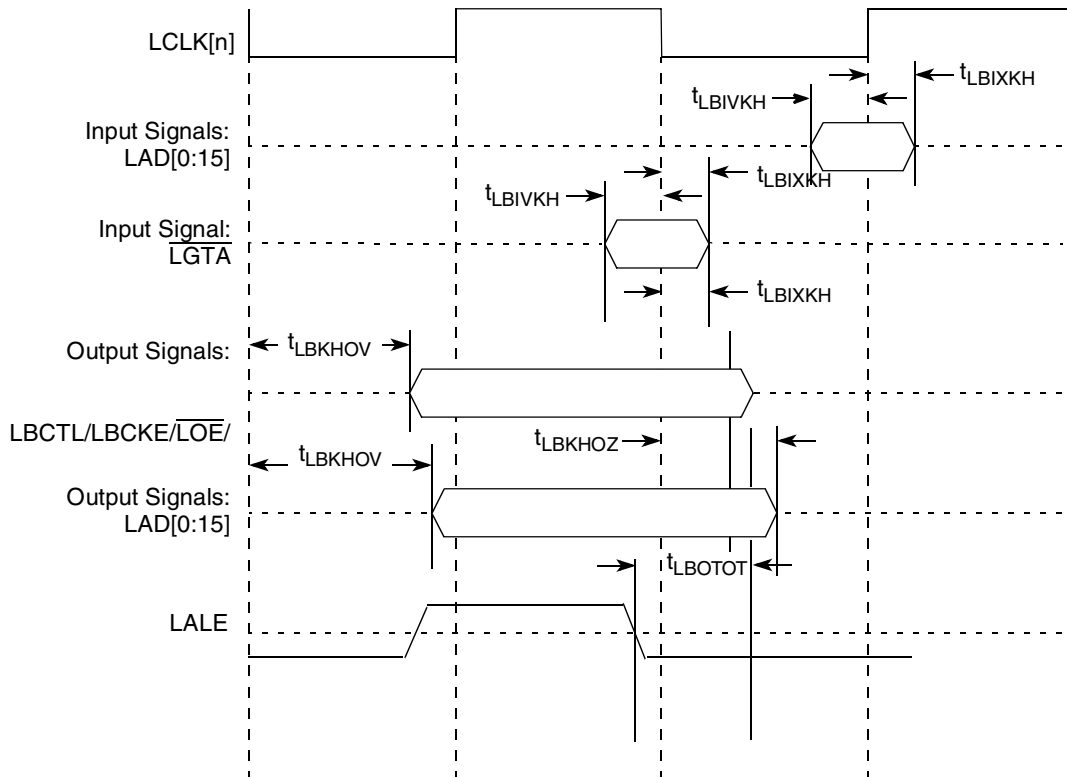 LCLK[n]
tLBIXKH
tLBIVKH
Input Signals:
LAD[0:15]
tLBIXKH
tLBIVKH
Input Signal:
LGTA
tLBIXKH
tLBKHOV
Output Signals:
LBCTL/LBCKE/LOE/
tLBKHOZ
tLBKHOV
Output Signals:
LAD[0:15]
tLBOTOT
LALE